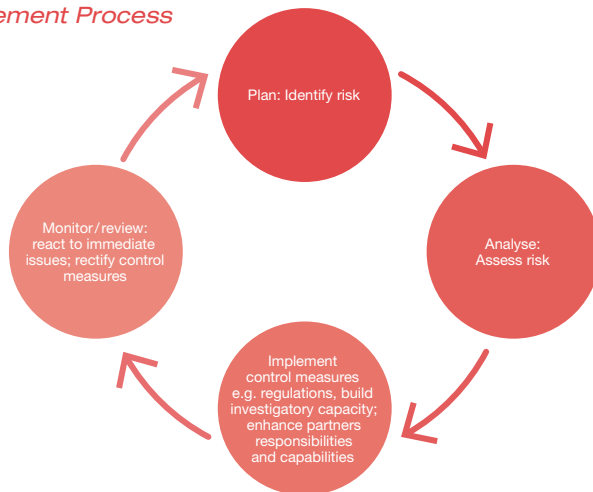 ement Process
Plan: Identify risk
Analyse:
Assess risk
Implement
control measures
e.g. regulations, build
investigatory capacity;
enhance partners
responsibilities
and capabilities
Monitor/review:
react to immediate
issues; rectify control
measures